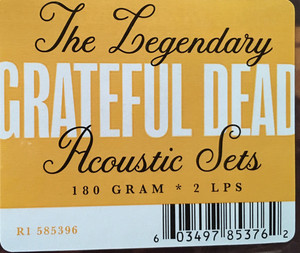 The Legendary
GRATEFUL DEAD
Acoustic Sets
180 GRAM * 2 LPS
R1 585396
6 03497 85376 2